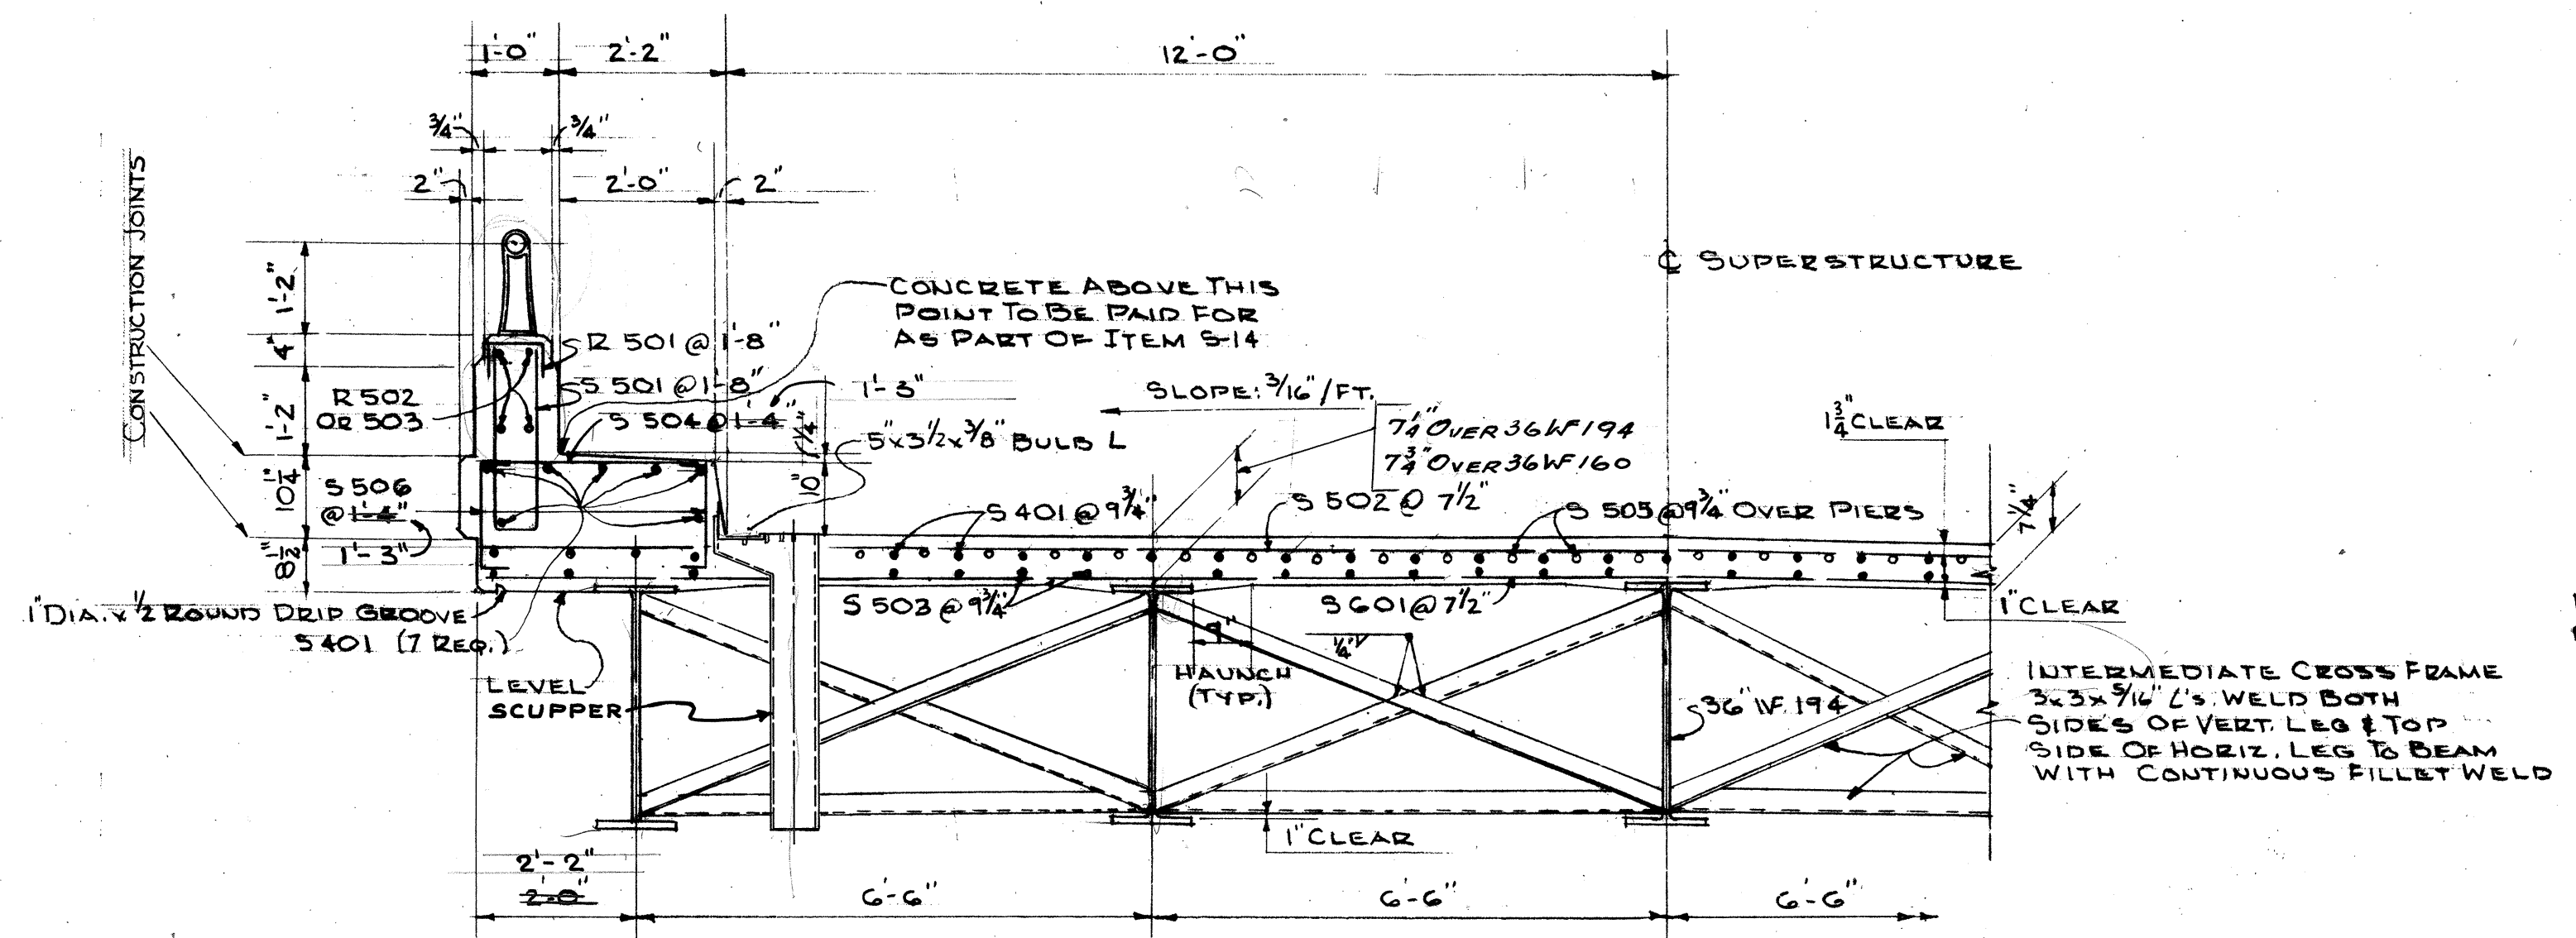 1'-0" 2'-2" 12'-0"
3/4" 3/4"
2" 2'-0" 2"
CONSTRUCTION JOINTS
℄ SUPERSTRUCTURE
1'-2"
4"
1'-2"
10 1/4"
8 1/2"
CONCRETE ABOVE THIS
POINT TO BE PAID FOR
AS PART OF ITEM S-14
R 501 @ 1'-8"
S 501 @ 1'-8"
R 502
OR 503
S 504 @ 1'-4"
1'-3"
1/4"
10"
5"x3 1/2x3/8" BULB L
SLOPE: 3/16"/FT.
7 1/4" OVER 36 WF 194
7 3/4" OVER 36 WF 160
1 3/4" CLEAR
S 506
@ 1'-4"
1'-3"
S 401 @ 9 3/4"
S 502 @ 7 1/2"
S 505 @ 9 3/4" OVER PIERS
7 1/4"
1" DIA. x 1/2 ROUND DRIP GROOVE
S 401 (7 REQ.)
S 503 @ 9 3/4"
S 601 @ 7 1/2"
1" CLEAR
LEVEL
SCUPPER
9"
HAUNCH
(TYP.)
1/4"
36" WF 194
INTERMEDIATE CROSS FRAME
3x3x5/16" L's. WELD BOTH
SIDES OF VERT. LEG & TOP
SIDE OF HORIZ. LEG TO BEAM
WITH CONTINUOUS FILLET WELD
1" CLEAR
2'-2"
2'-0"
6'-6" 6'-6" 6'-6"